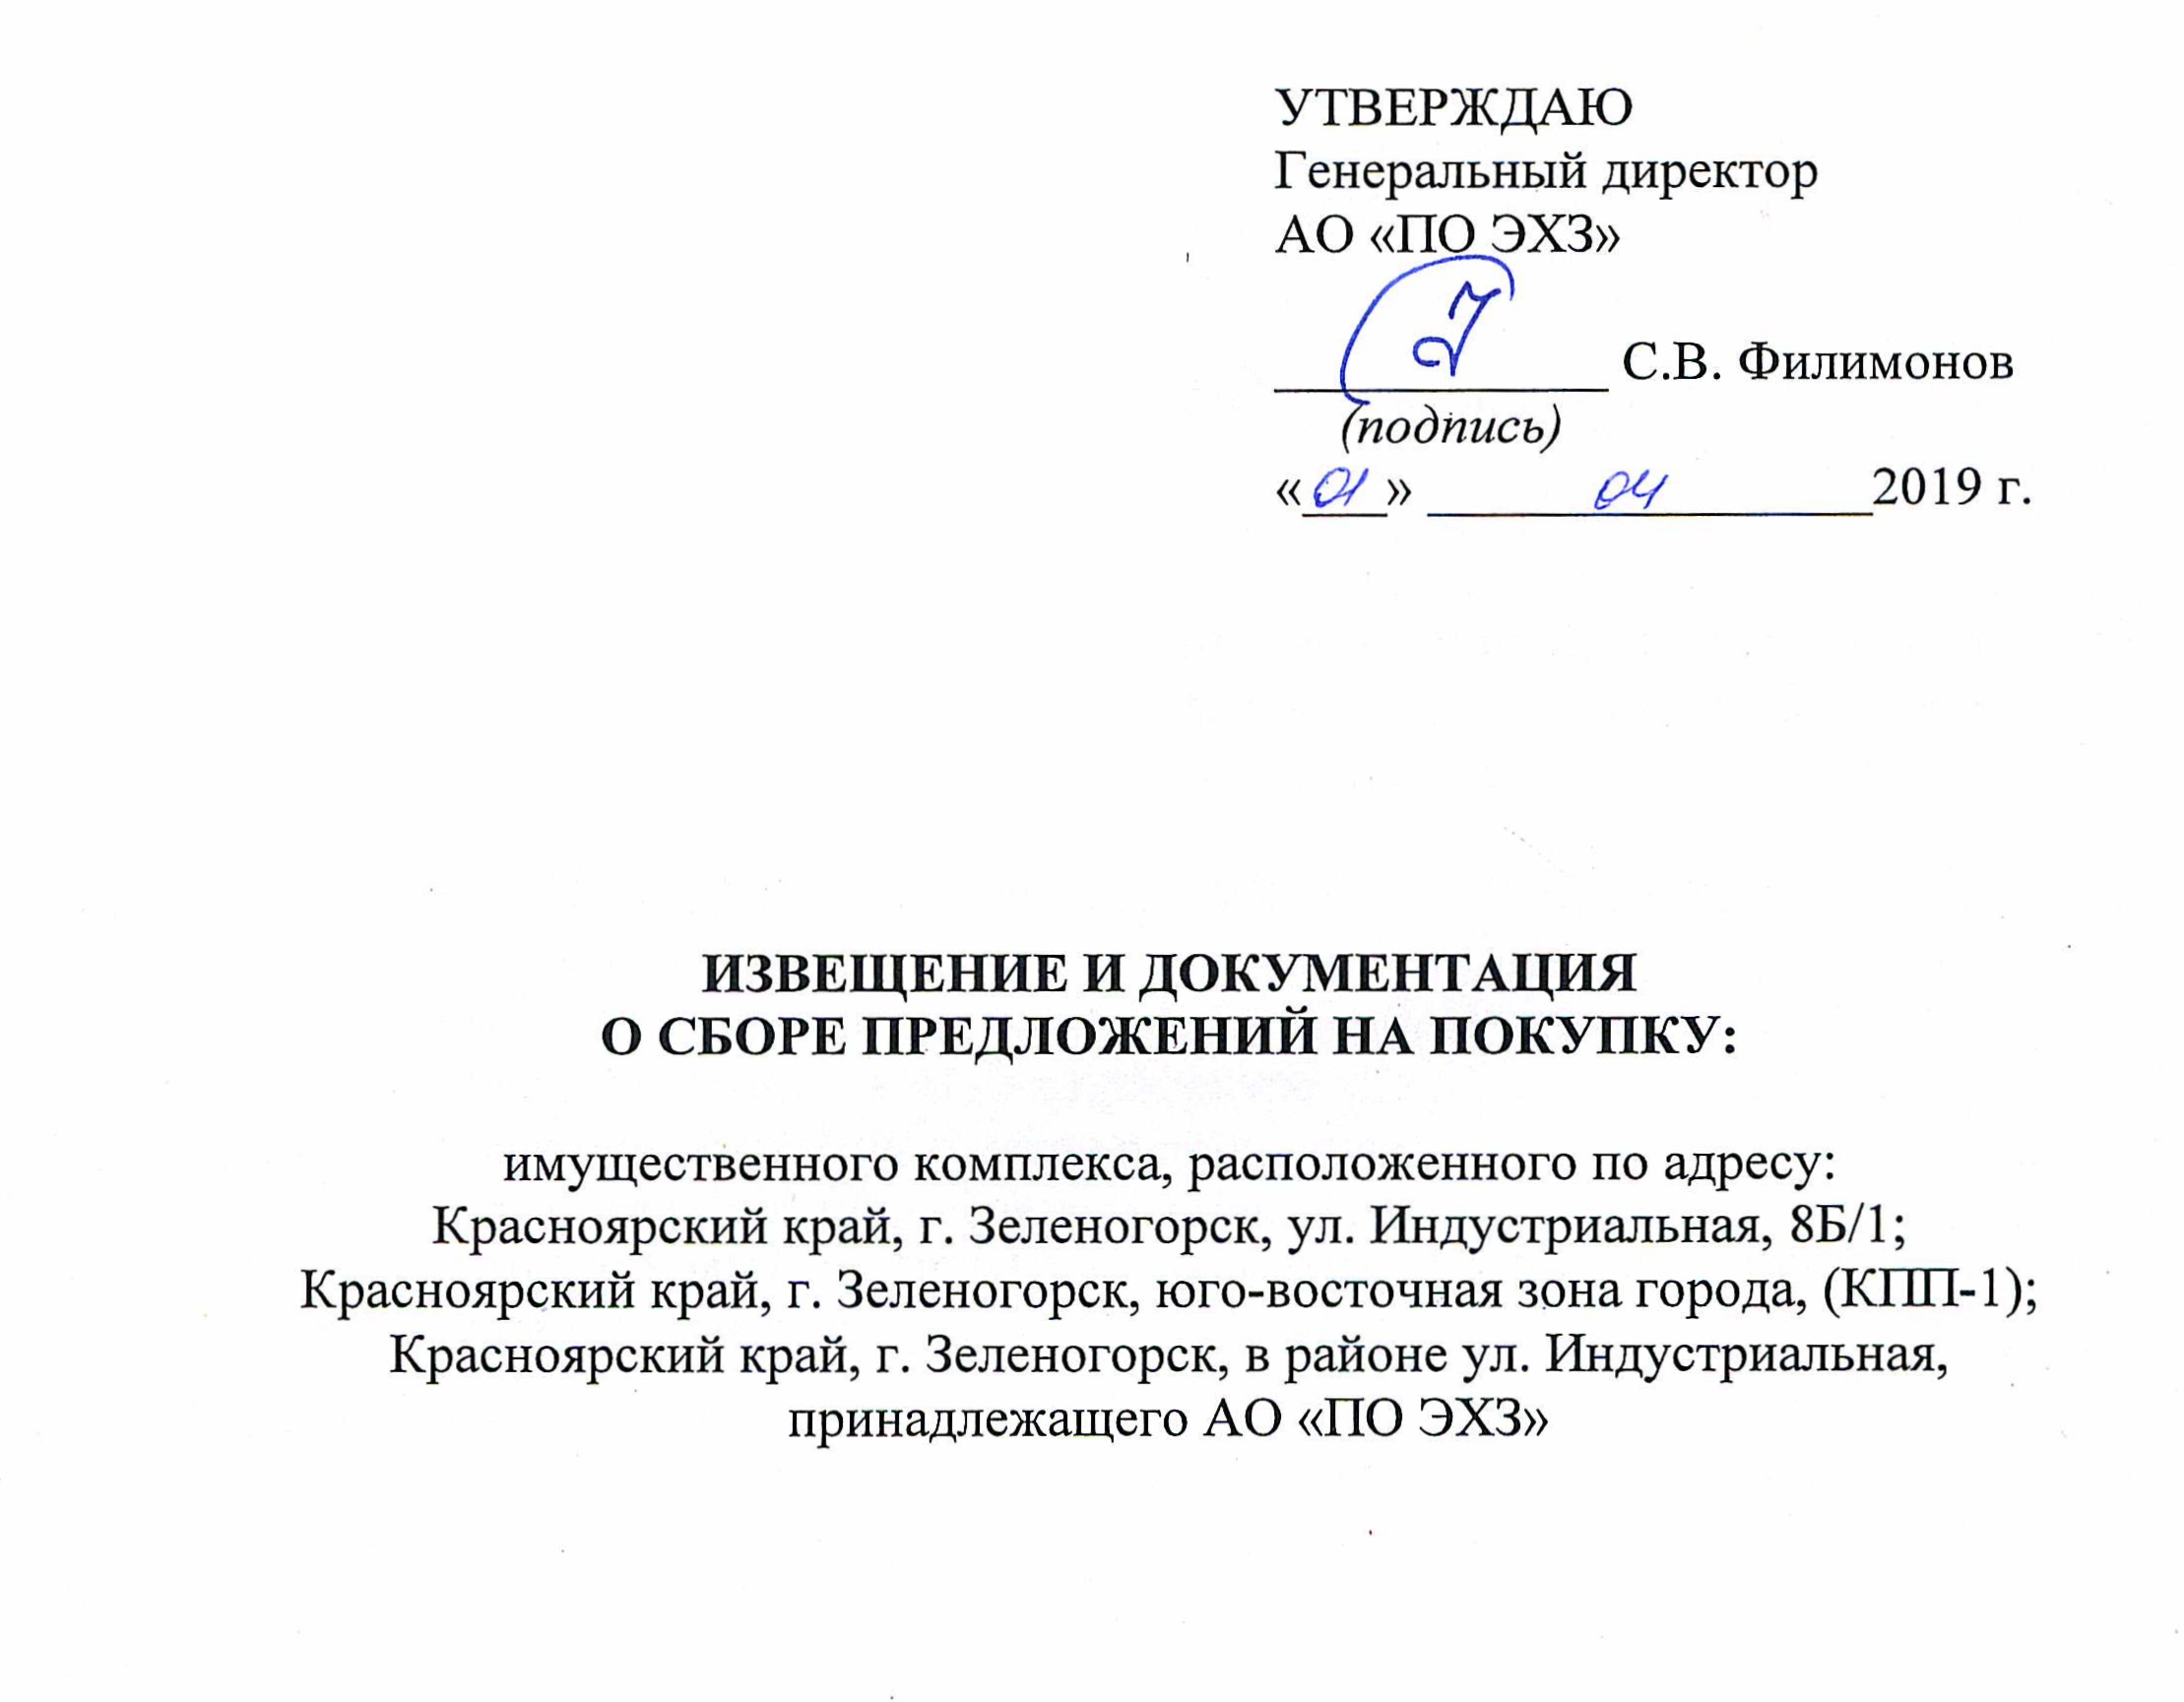 УТВЕРЖДАЮ
Генеральный директор
АО «ПО ЭХЗ»
С.В. Филимонов
(подпись)
«01» 04 2019 г.
ИЗВЕЩЕНИЕ И ДОКУМЕНТАЦИЯ
О СБОРЕ ПРЕДЛОЖЕНИЙ НА ПОКУПКУ:
имущественного комплекса, расположенного по адресу:
Красноярский край, г. Зеленогорск, ул. Индустриальная, 8Б/1;
Красноярский край, г. Зеленогорск, юго-восточная зона города, (КПП-1);
Красноярский край, г. Зеленогорск, в районе ул. Индустриальная,
принадлежащего АО «ПО ЭХЗ»